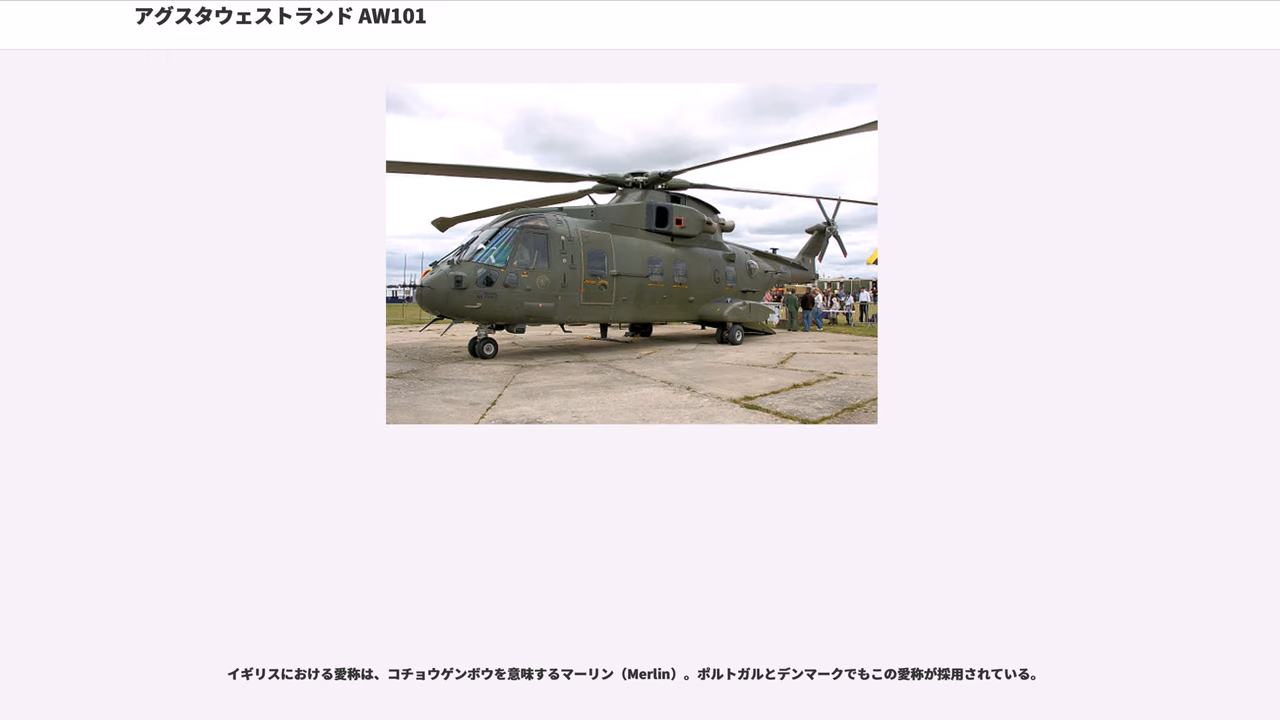 アグスタウェストランド AW101
イギリスにおける愛称は、コチョウゲンボウを意味するマーリン（Merlin）。ポルトガルとデンマークでもこの愛称が採用されている。